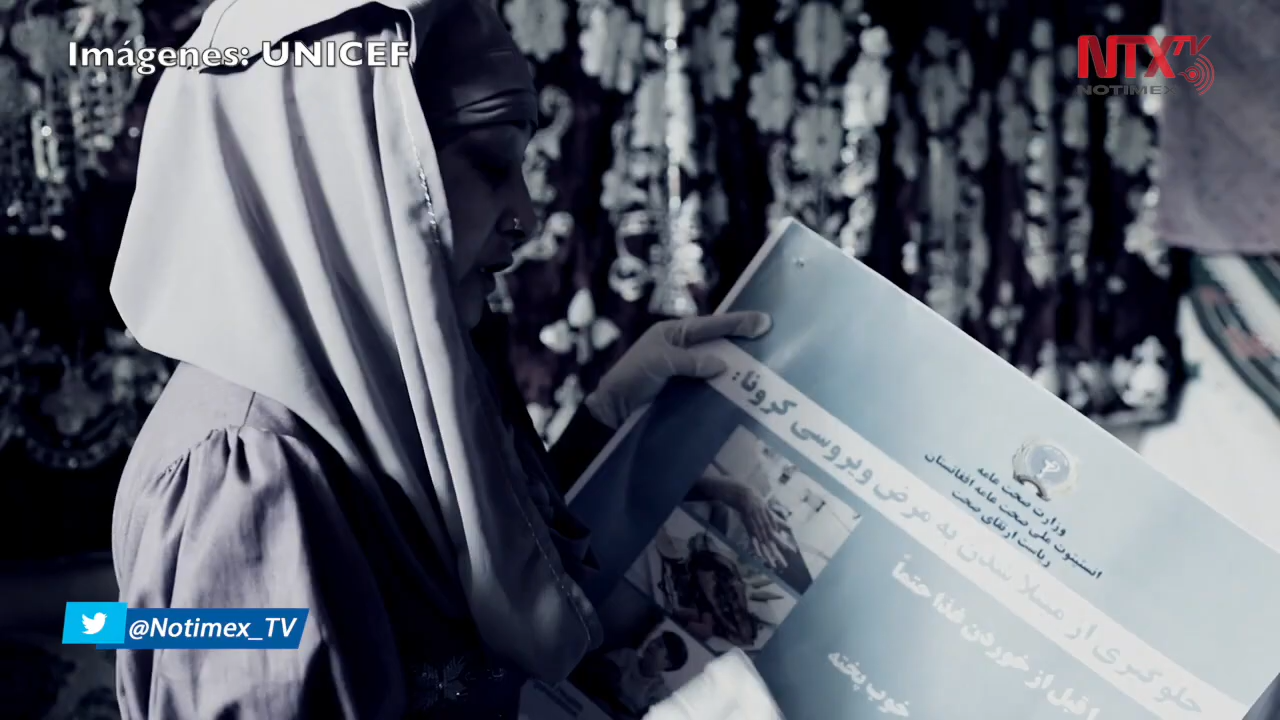 Imágenes: UNICEF
NTX TV
NOTIMEX
جلوگیری از مبتلا شدن به مرض ویروسی کرونا:
وزارت صحت عامه
انستیتوت ملی صحت عامه افغانستان
ریاست ارتقای صحت
قبل از خوردن غذا حتماً
خوب پخته
@Notimex_TV